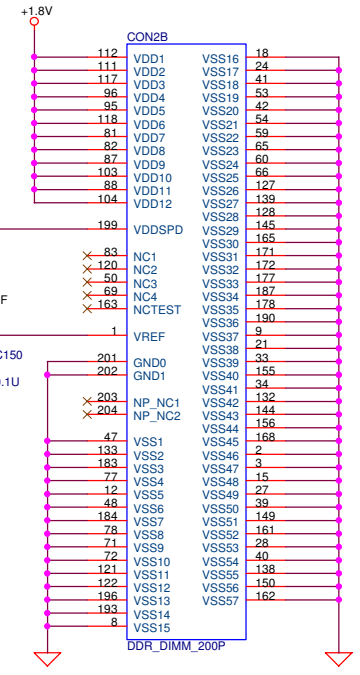 +1.8V
CON2B
112 VDD1 VSS16 18
111 VDD2 VSS17 24
117 VDD3 VSS18 41
96 VDD4 VSS19 53
95 VDD5 VSS20 42
118 VDD6 VSS21 54
81 VDD7 VSS22 59
82 VDD8 VSS23 65
87 VDD9 VSS24 60
103 VDD10 VSS25 66
88 VDD11 VSS26 127
104 VDD12 VSS27 139
VSS28 128
199 VDDSPD VSS29 145
VSS30 165
83 NC1 VSS31 171
120 NC2 VSS32 172
50 NC3 VSS33 177
69 NC4 VSS34 187
163 NCTEST VSS35 178
VSS36 190
1 VREF VSS37 9
VSS38 21
201 GND0 VSS39 33
202 GND1 VSS40 155
VSS41 34
203 NP_NC1 VSS42 132
204 NP_NC2 VSS43 144
VSS44 156
47 VSS1 VSS45 168
133 VSS2 VSS46 2
183 VSS3 VSS47 3
77 VSS4 VSS48 15
12 VSS5 VSS49 27
48 VSS6 VSS50 39
184 VSS7 VSS51 149
78 VSS8 VSS52 161
71 VSS9 VSS53 28
72 VSS10 VSS54 40
121 VSS11 VSS55 138
122 VSS12 VSS56 150
196 VSS13 VSS57 162
193 VSS14
8 VSS15
DDR_DIMM_200P
F
C150
.1U